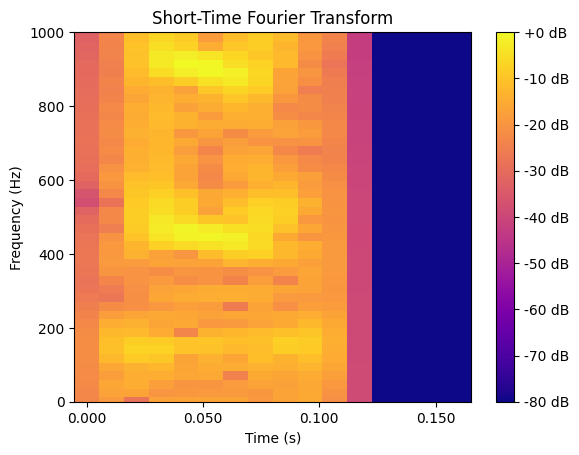 Short-Time Fourier Transform
1000
800
600
400
200
0
Frequency (Hz)
0.000
0.050
0.100
0.150
Time (s)
+0 dB
-10 dB
-20 dB
-30 dB
-40 dB
-50 dB
-60 dB
-70 dB
-80 dB